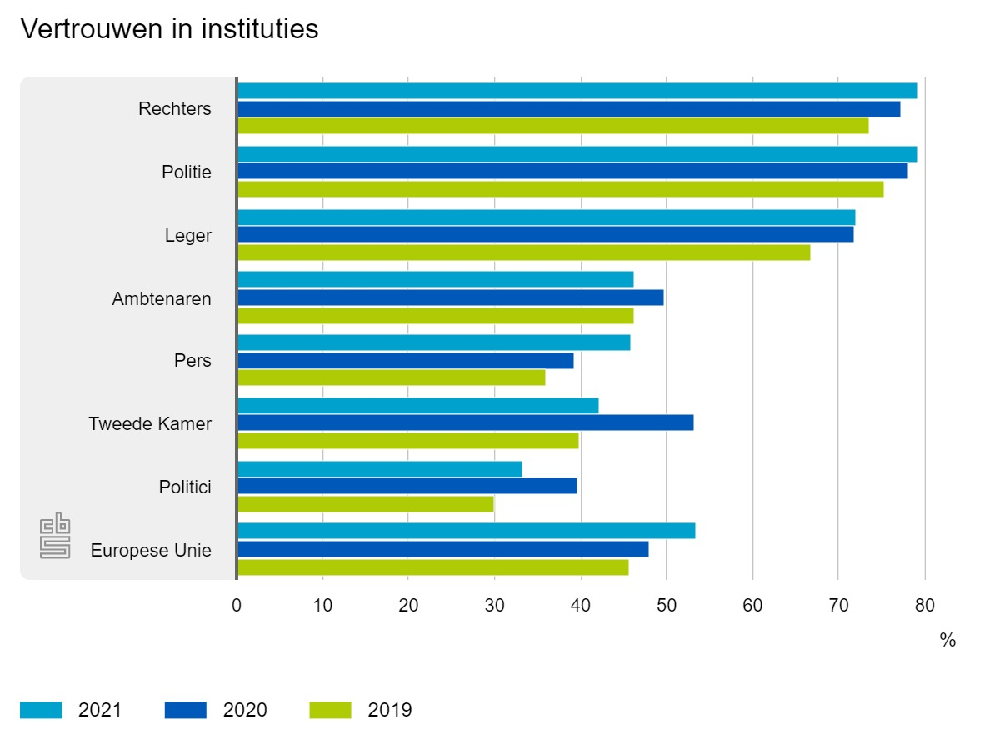 Vertrouwen in instituties
Rechters
Politie
Leger
Ambtenaren
Pers
Tweede Kamer
Politici
Europese Unie
0 10 20 30 40 50 60 70 80
%
2021 2020 2019